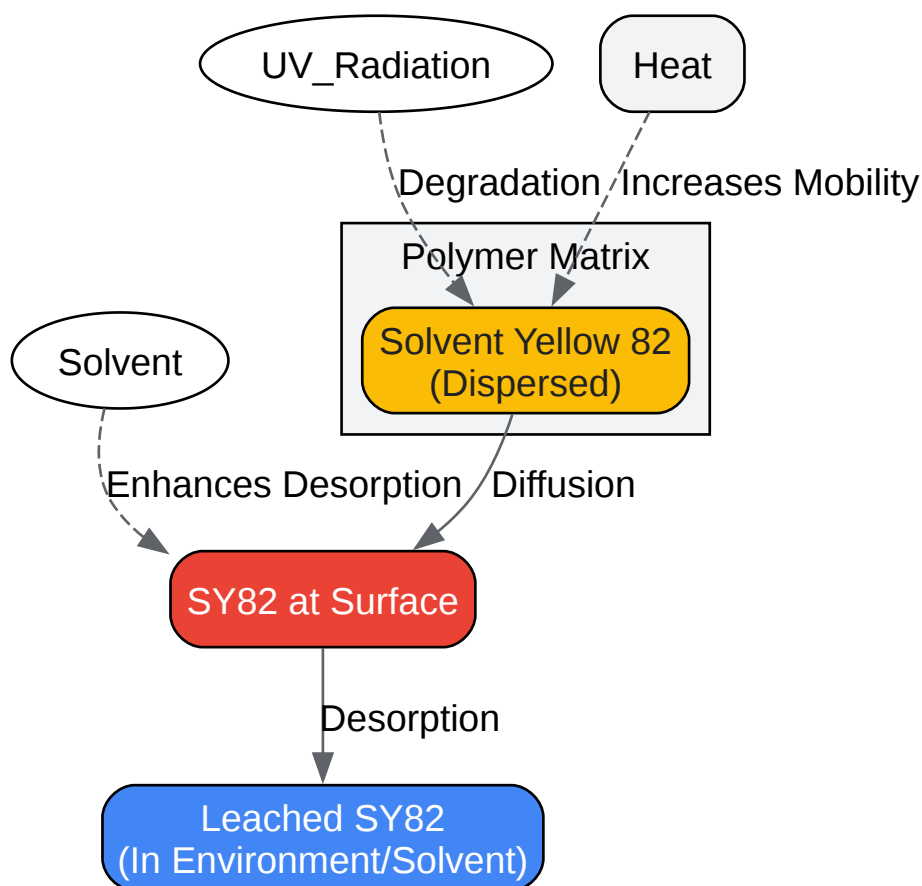 UV_Radiation
Heat
Degradation
Increases Mobility
Polymer Matrix
Solvent Yellow 82
(Dispersed)
Solvent
Enhances Desorption
Diffusion
SY82 at Surface
Desorption
Leached SY82
(In Environment/Solvent)